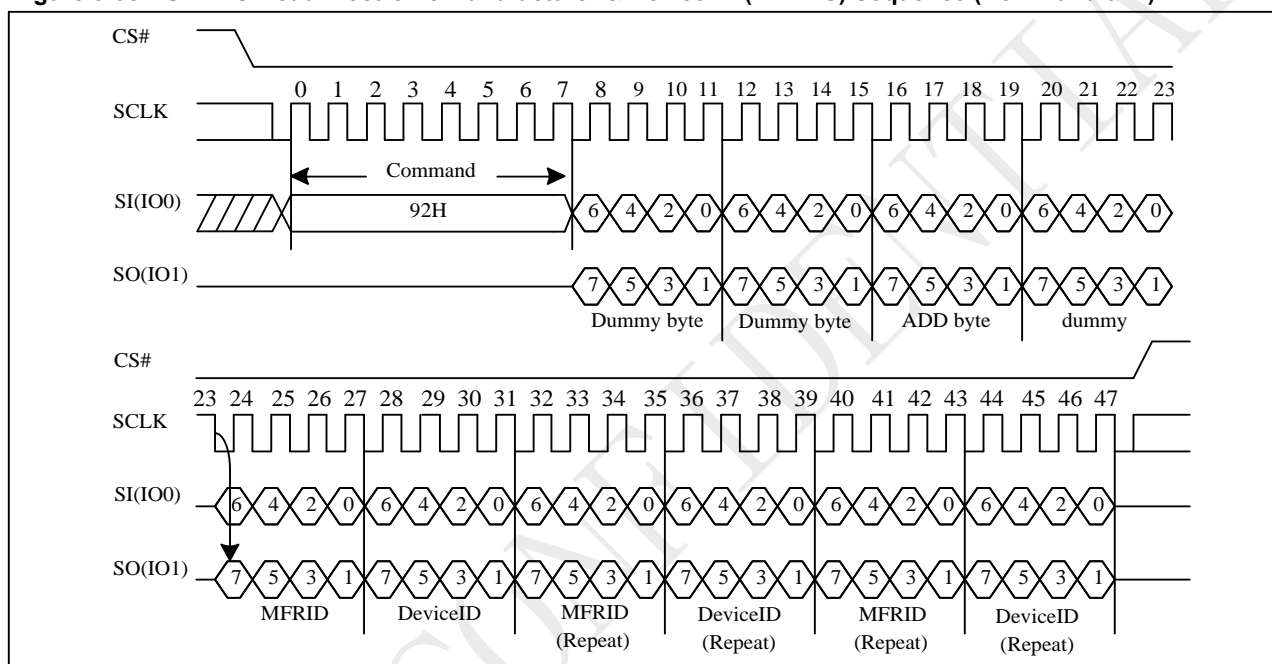 CS#
0 1 2 3 4 5 6 7 8 9 10 11 12 13 14 15 16 17 18 19 20 21 22 23
SCLK
Command
SI(IO0) 92H 6 4 2 0 6 4 2 0 6 4 2 0 6 4 2 0
SO(IO1) 7 5 3 1 7 5 3 1 7 5 3 1 7 5 3 1
Dummy byte Dummy byte ADD byte dummy
CS#
23 24 25 26 27 28 29 30 31 32 33 34 35 36 37 38 39 40 41 42 43 44 45 46 47
SCLK
SI(IO0) 6 4 2 0 6 4 2 0 6 4 2 0 6 4 2 0 6 4 2 0 6 4 2 0
SO(IO1) 7 5 3 1 7 5 3 1 7 5 3 1 7 5 3 1 7 5 3 1 7 5 3 1
MFRID DeviceID MFRID DeviceID MFRID DeviceID
(Repeat) (Repeat) (Repeat) (Repeat)
CONFIDENTIAL